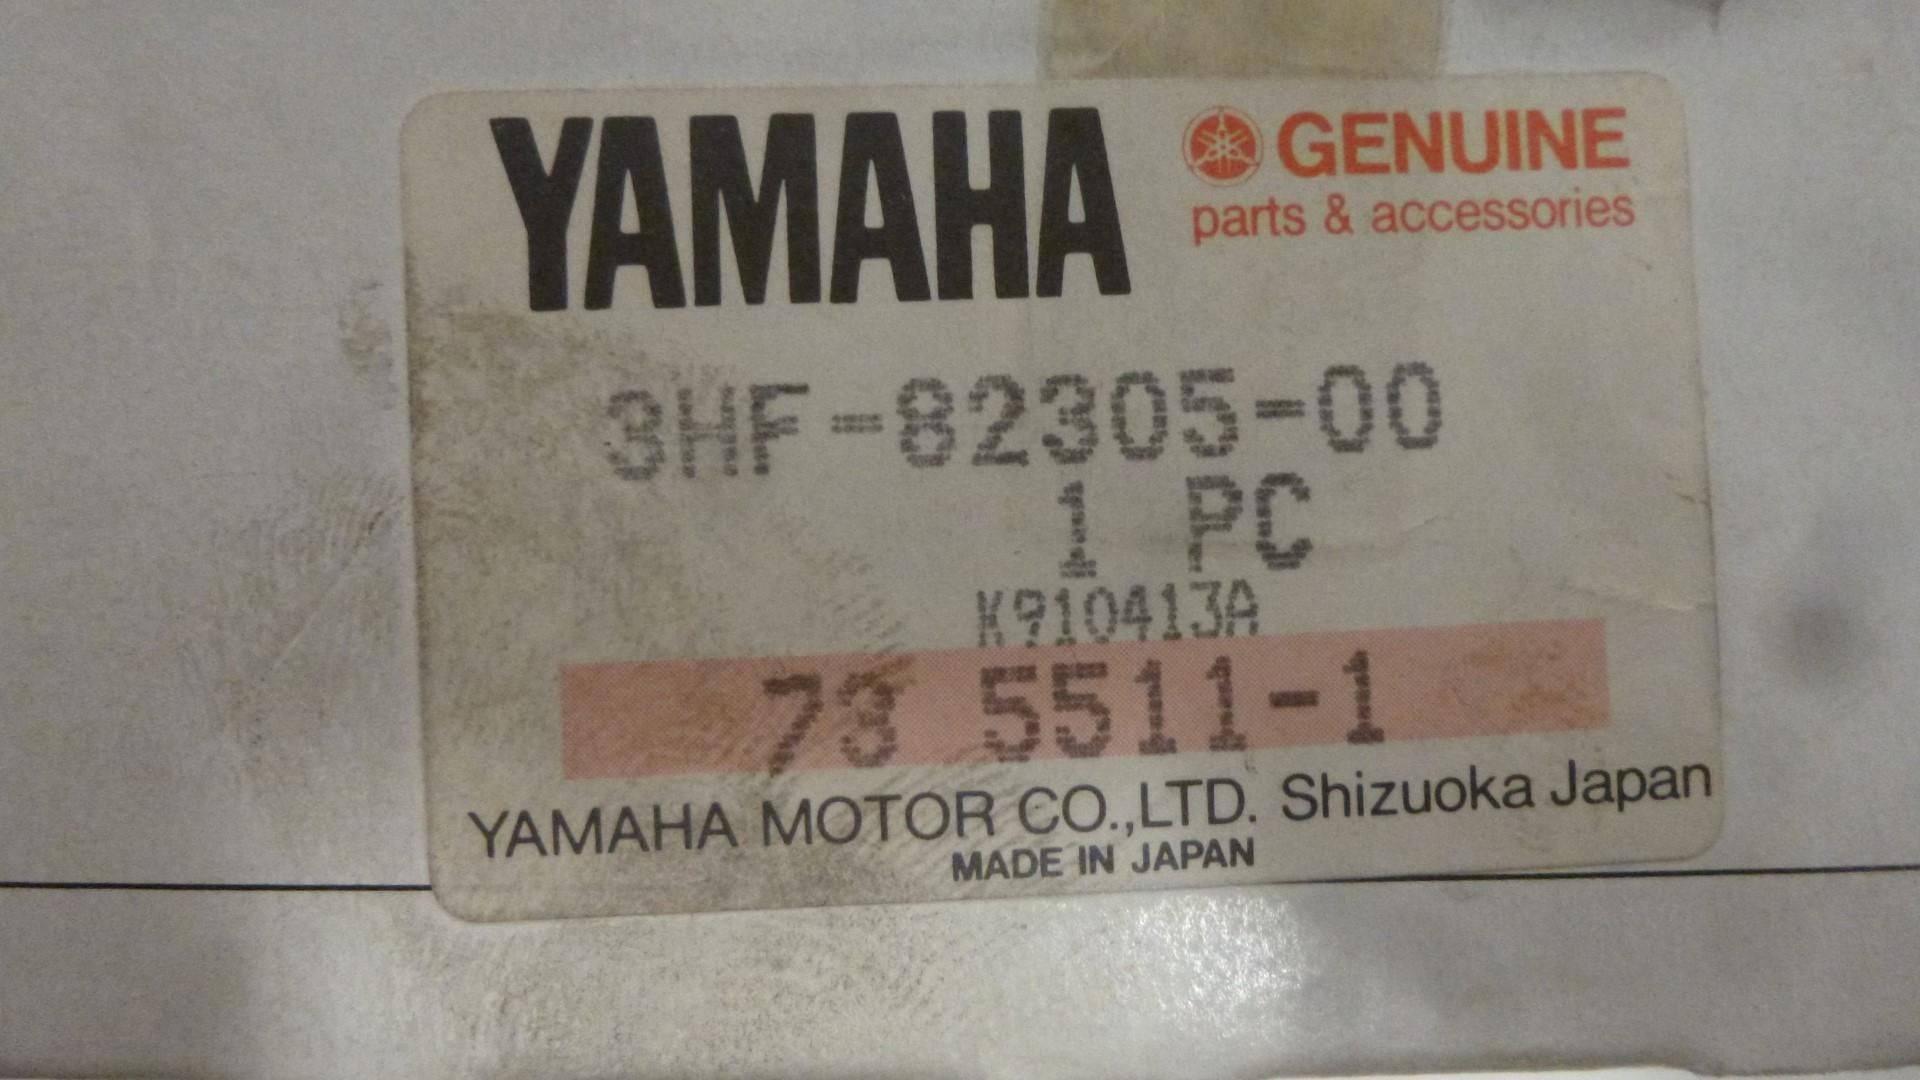 YAMAHA GENUINE
parts & accessories
3HF-82305-00
1 PC
K910413A
73 5511-1
YAMAHA MOTOR CO.,LTD. Shizuoka Japan
MADE IN JAPAN